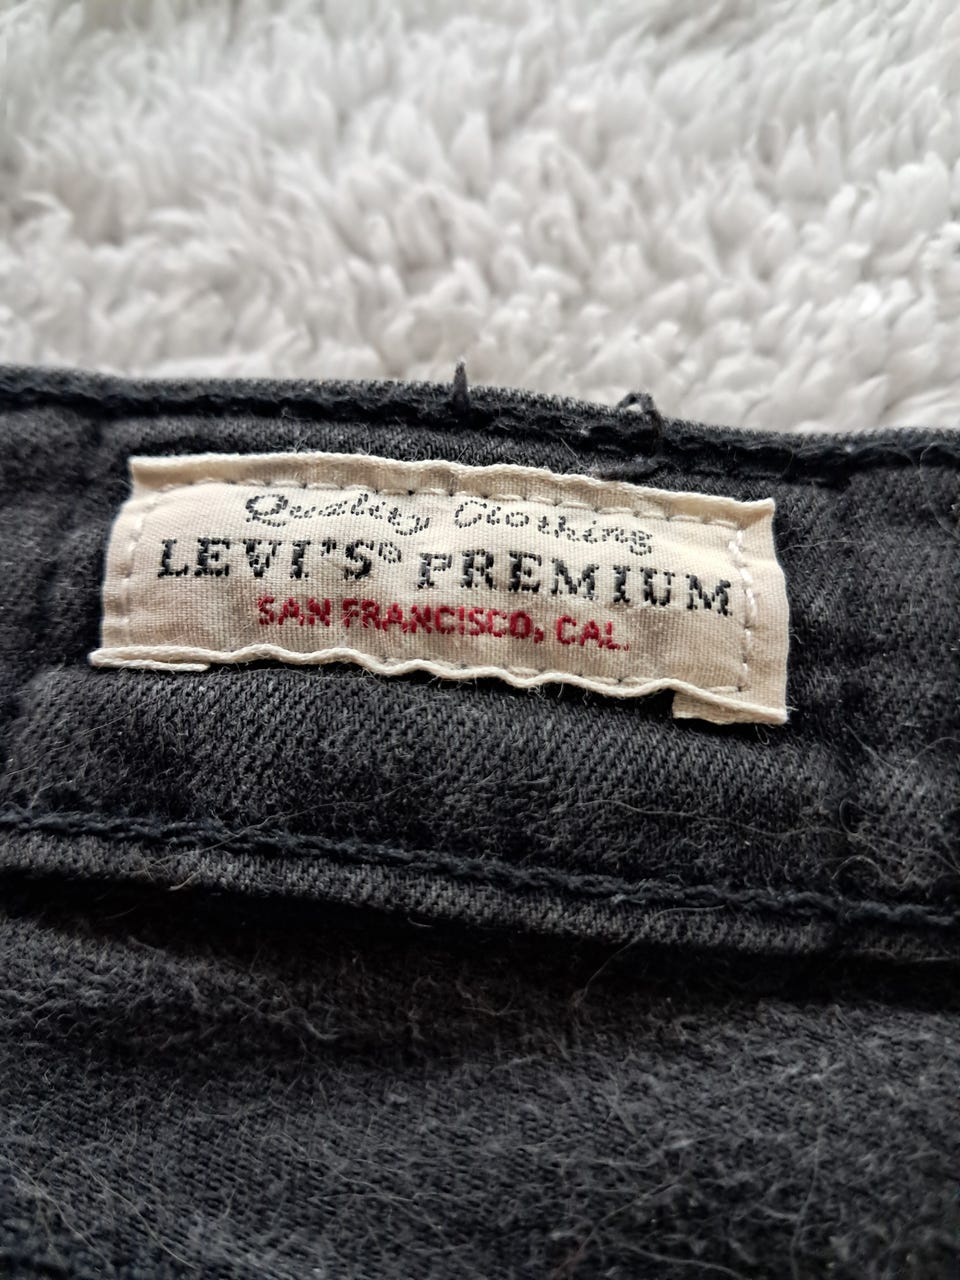 Quality Clothing
LEVI'S® PREMIUM
SAN FRANCISCO, CAL.